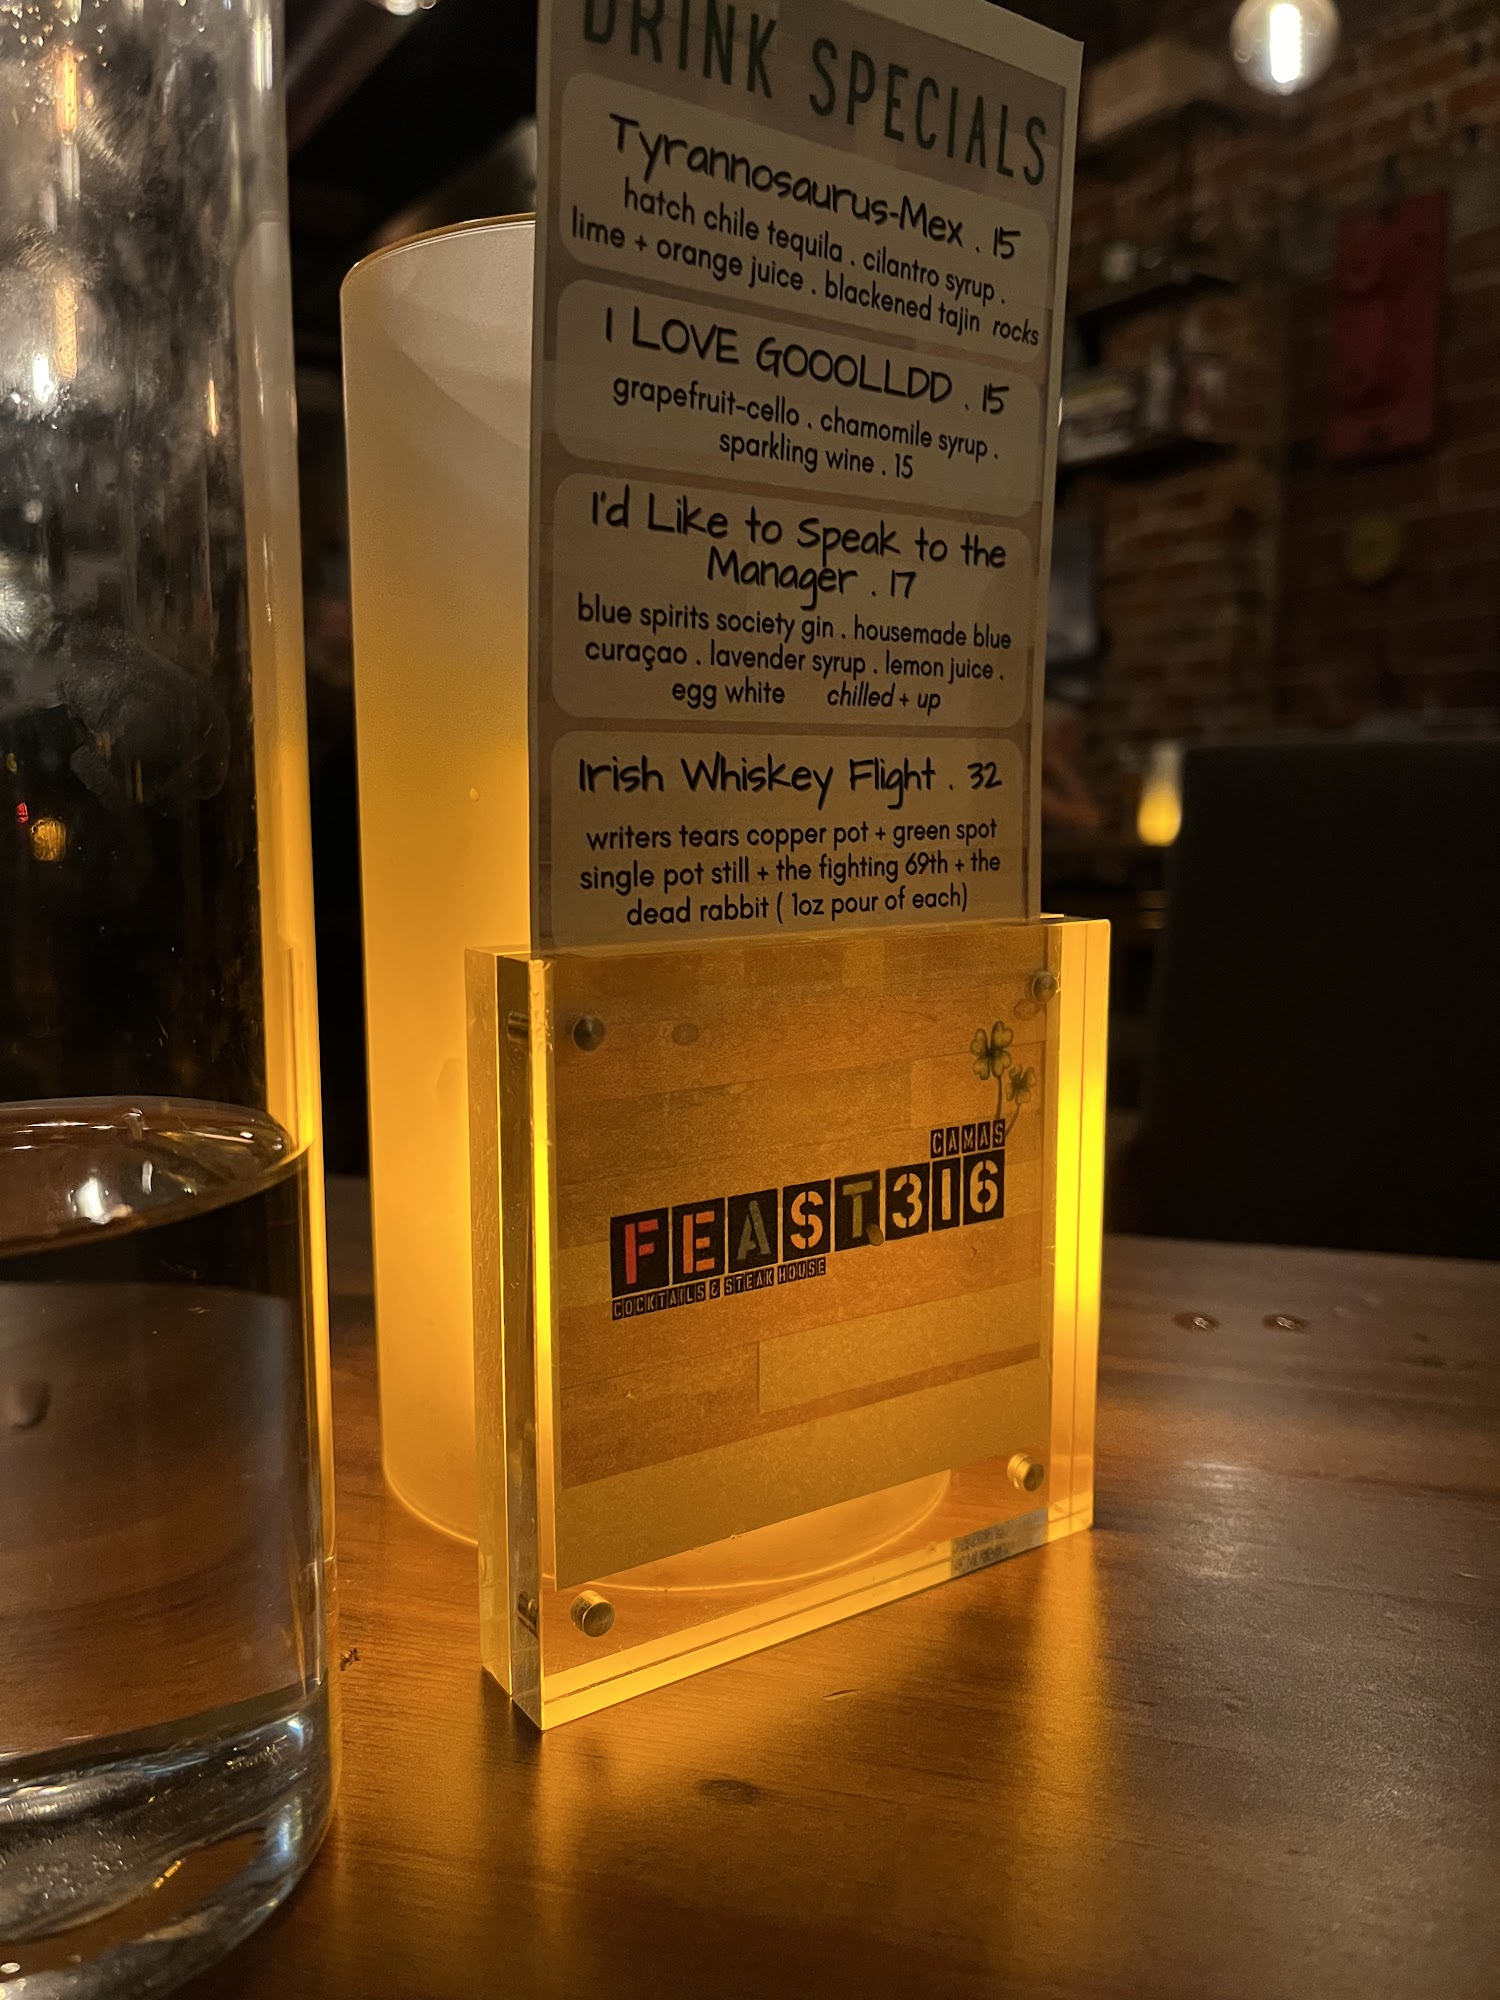 DRINK SPECIALS
Tyrannosaurus-Mex . 15
hatch chile tequila . cilantro syrup .
lime + orange juice . blackened tajin rocks
I LOVE GOOOLLDD . 15
grapefruit-cello . chamomile syrup .
sparkling wine . 15
I'd Like to Speak to the
Manager . 17
blue spirits society gin . housemade blue
curaçao . lavender syrup . lemon juice .
egg white chilled + up
Irish Whiskey Flight . 32
writers tears copper pot + green spot
single pot still + the fighting 69th + the
dead rabbit ( 1oz pour of each)
CAMAS
FEAST.316
COCKTAILS & STEAK HOUSE